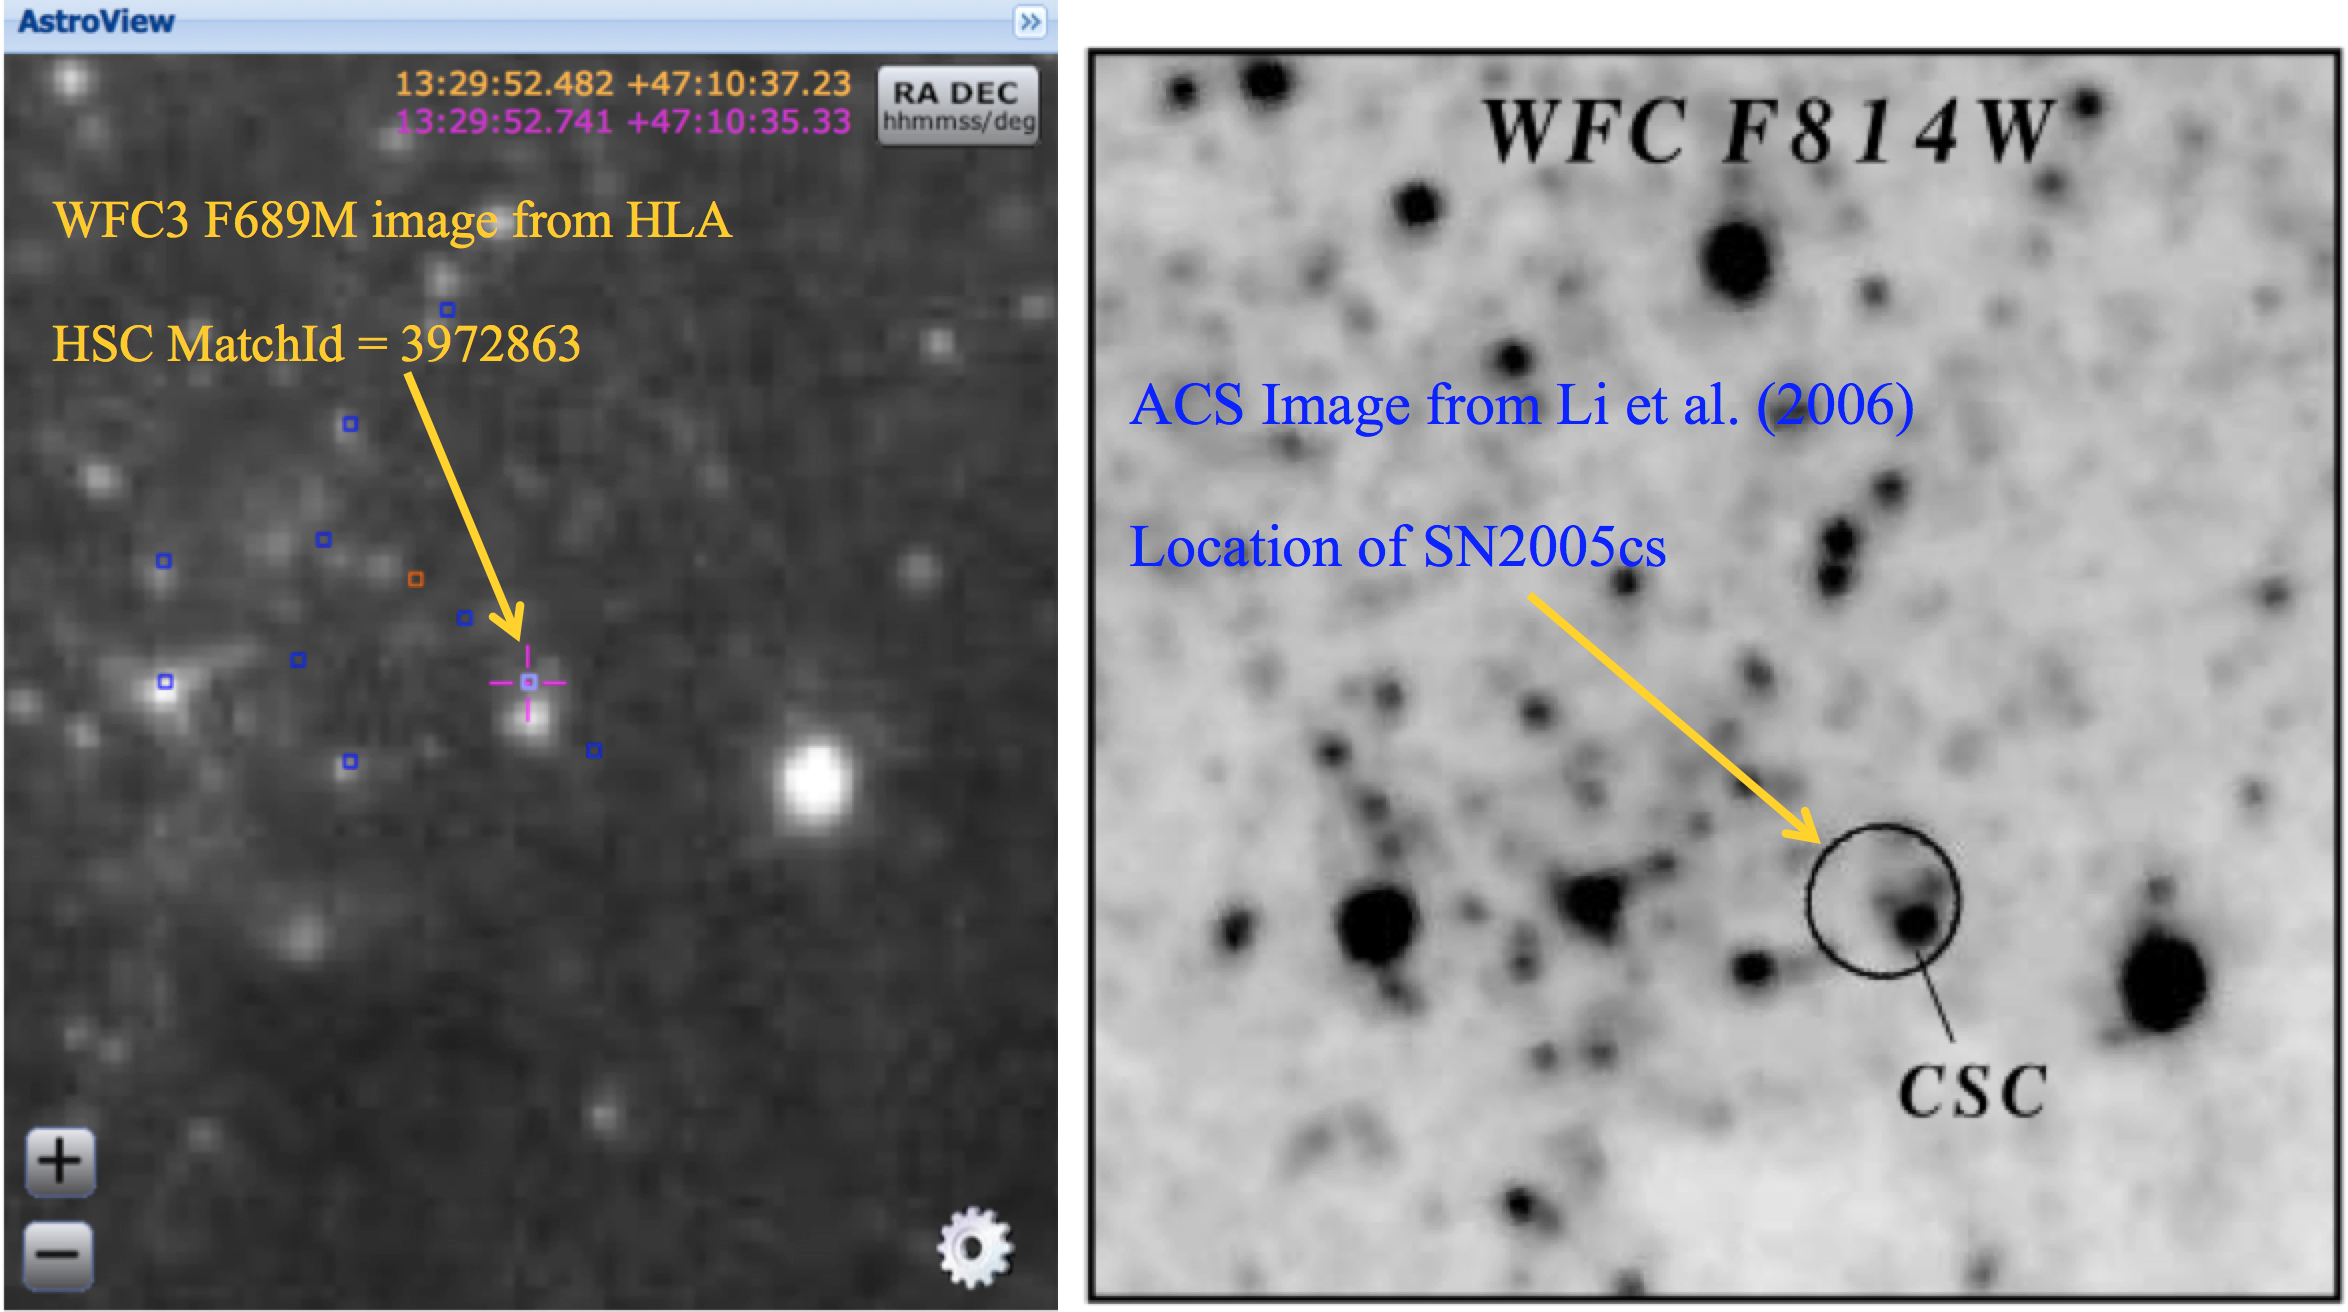 AstroView
13:29:52.482 +47:10:37.23
13:29:52.741 +47:10:35.33
RA DEC
hhmmss/deg
WFC3 F689M image from HLA
HSC MatchId = 3972863
WFC F814W
ACS Image from Li et al. (2006)
Location of SN2005cs
CSC